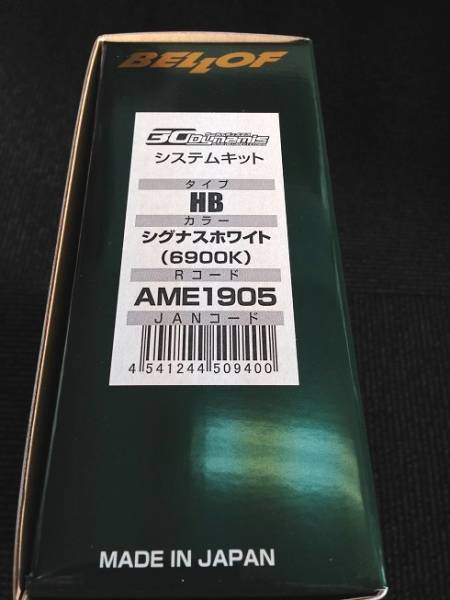 BELLOF
GC Dynamis
システムキット
タイプ
HB
カラー
シグナスホワイト
(6900K)
Rコード
AME1905
JANコード
4 541244 509400
MADE IN JAPAN